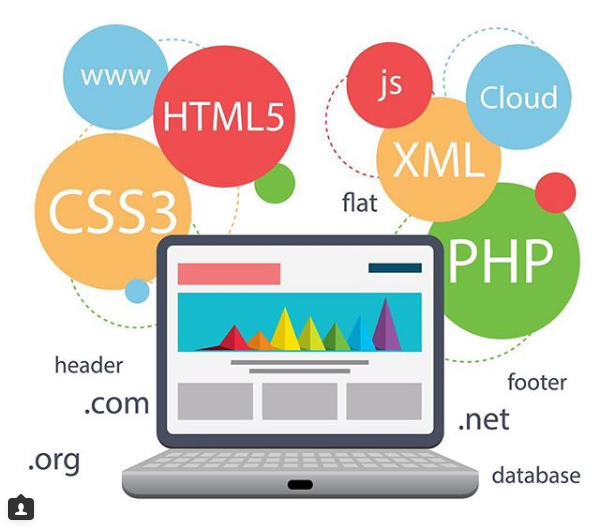 www
HTML5
js
Cloud
XML
CSS3
flat
PHP
header
.com
footer
.net
.org
database